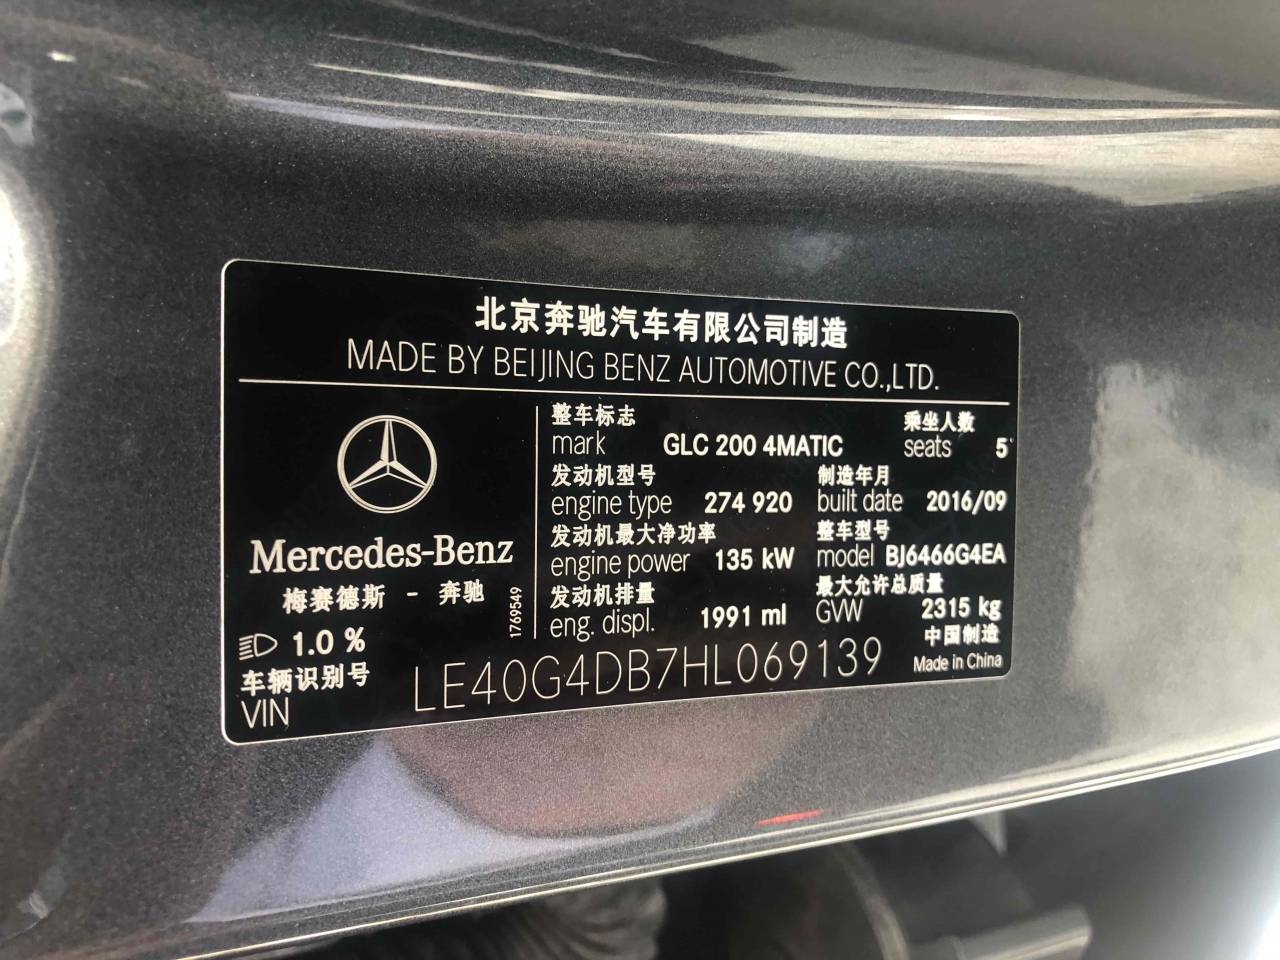 北京奔驰汽车有限公司制造
MADE BY BEIJING BENZ AUTOMOTIVE CO.,LTD.
Mercedes-Benz
梅赛德斯 - 奔驰
1.0 %
1769549
整车标志
mark GLC 200 4MATIC
乘坐人数
seats 5
发动机型号
engine type 274 920
制造年月
built date 2016/09
发动机最大净功率
engine power 135 kW
整车型号
model BJ6466G4EA
发动机排量
eng. displ. 1991 ml
最大允许总质量
GVW 2315 kg
中国制造
Made in China
车辆识别号
VIN LE40G4DB7HL069139